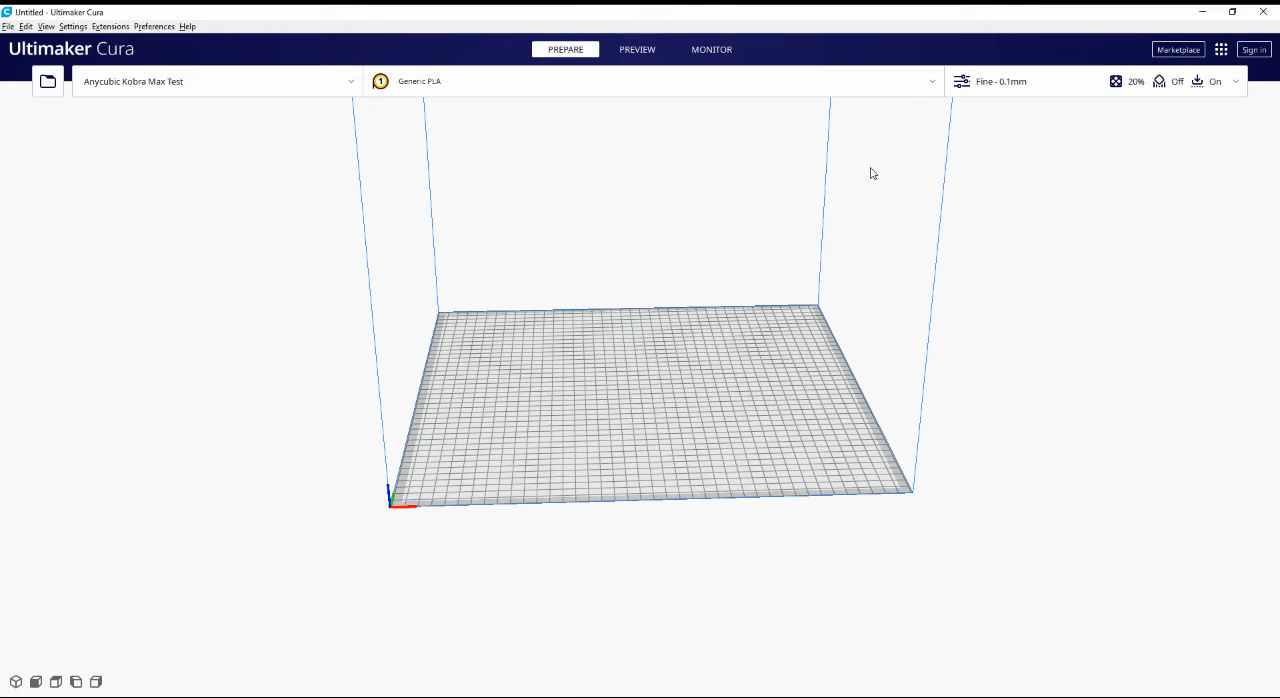 Untitled - Ultimaker Cura
File Edit View Settings Extensions Preferences Help
Ultimaker Cura PREPARE PREVIEW MONITOR Marketplace Sign in
Anycubic Kobra Max Test 1 Generic PLA Fine - 0.1mm 20% Off On